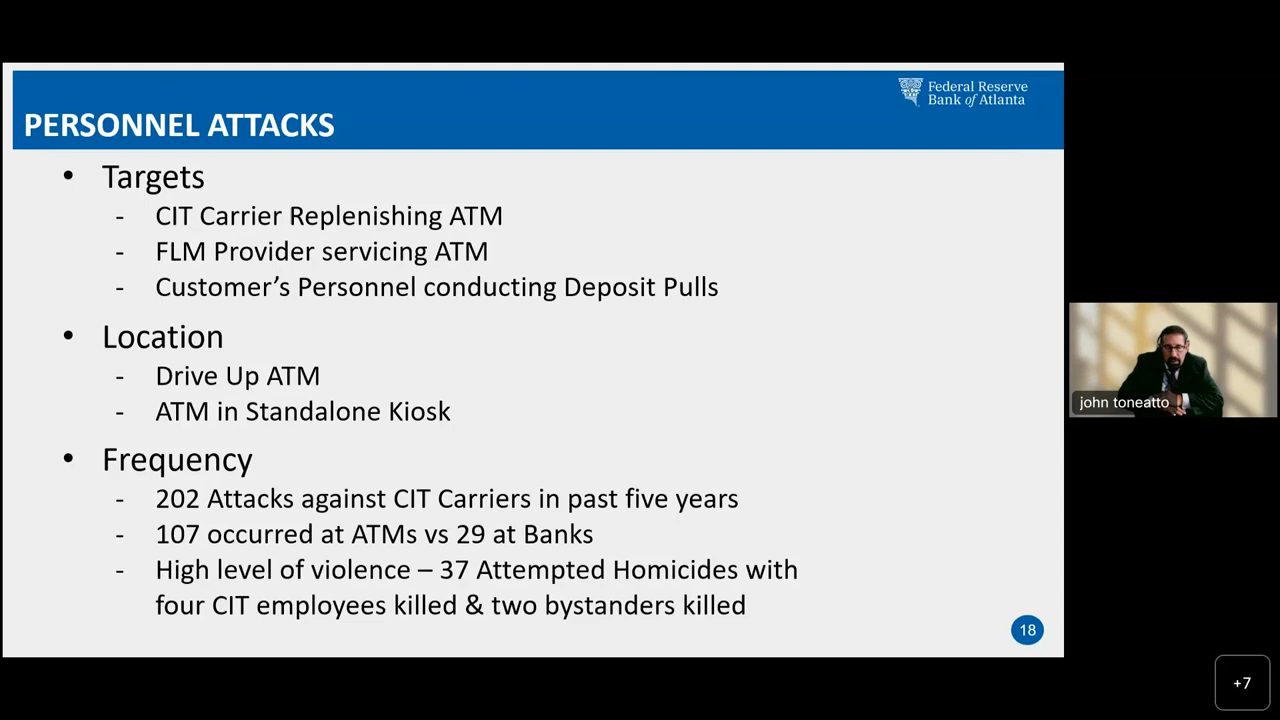 Federal Reserve
Bank of Atlanta
PERSONNEL ATTACKS
• Targets
- CIT Carrier Replenishing ATM
- FLM Provider servicing ATM
- Customer’s Personnel conducting Deposit Pulls
• Location
- Drive Up ATM
- ATM in Standalone Kiosk
• Frequency
- 202 Attacks against CIT Carriers in past five years
- 107 occurred at ATMs vs 29 at Banks
- High level of violence – 37 Attempted Homicides with
four CIT employees killed & two bystanders killed
18
john toneatto
+7